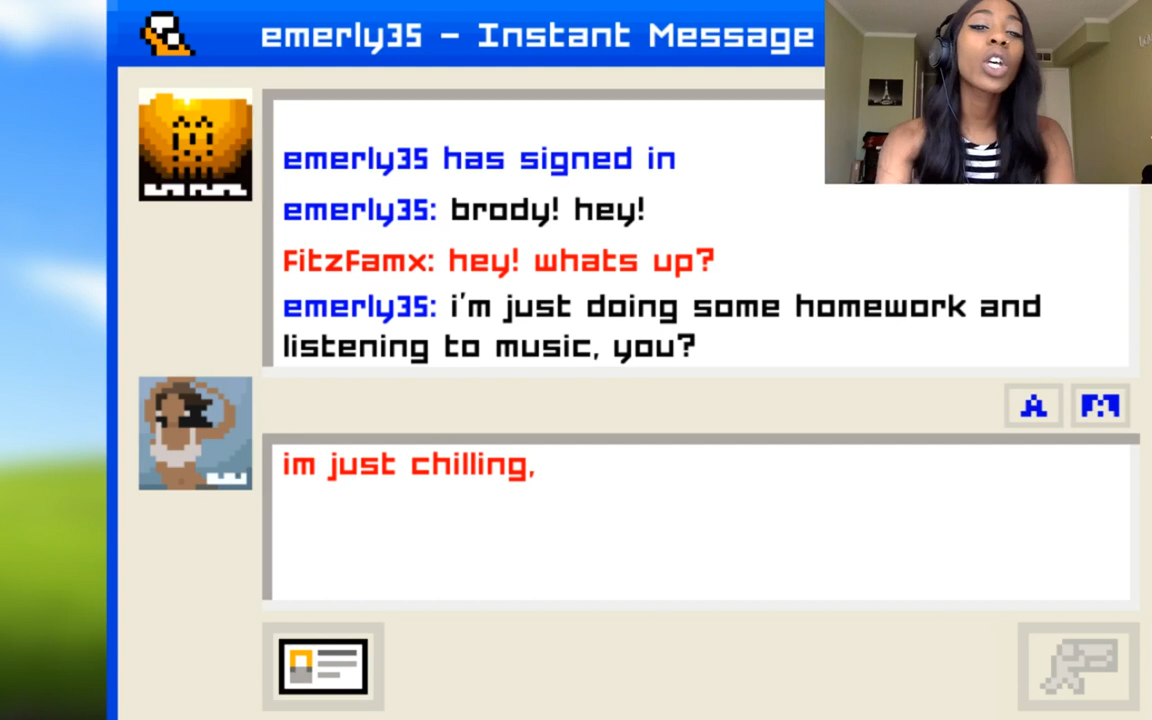 emerly35 - Instant Message
emerly35 has signed in
emerly35: brody! hey!
FitzFamx: hey! whats up?
emerly35: i'm just doing some homework and
listening to music, you?
A
im just chilling,